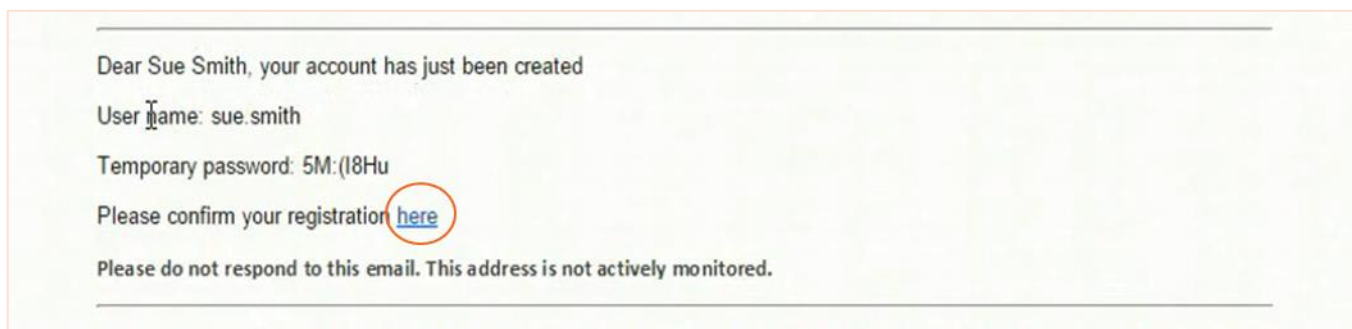 Dear Sue Smith, your account has just been created
User name: sue.smith
Temporary password: 5M:(I8Hu
Please confirm your registration here
Please do not respond to this email. This address is not actively monitored.